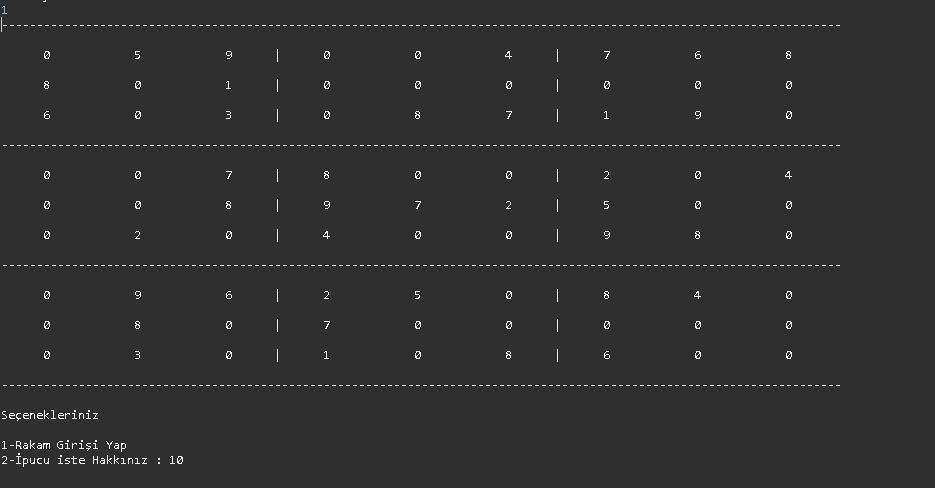 1
------------------------------------------------------------------------------------------------------------------------
0 5 9 | 0 0 4 | 7 6 8
8 0 1 | 0 0 0 | 0 0 0
6 0 3 | 0 8 7 | 1 9 0
------------------------------------------------------------------------------------------------------------------------
0 0 7 | 8 0 0 | 2 0 4
0 0 8 | 9 7 2 | 5 0 0
0 2 0 | 4 0 0 | 9 8 0
------------------------------------------------------------------------------------------------------------------------
0 9 6 | 2 5 0 | 8 4 0
0 8 0 | 7 0 0 | 0 0 0
0 3 0 | 1 0 8 | 6 0 0
------------------------------------------------------------------------------------------------------------------------
Seçenekleriniz
1-Rakam Girişi Yap
2-İpucu iste Hakkınız : 10